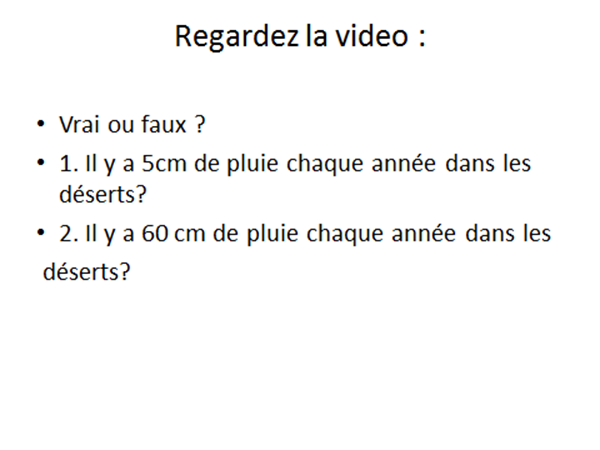 Regardez la video :
• Vrai ou faux ?
• 1. Il y a 5cm de pluie chaque année dans les
déserts?
• 2. Il y a 60 cm de pluie chaque année dans les
déserts?